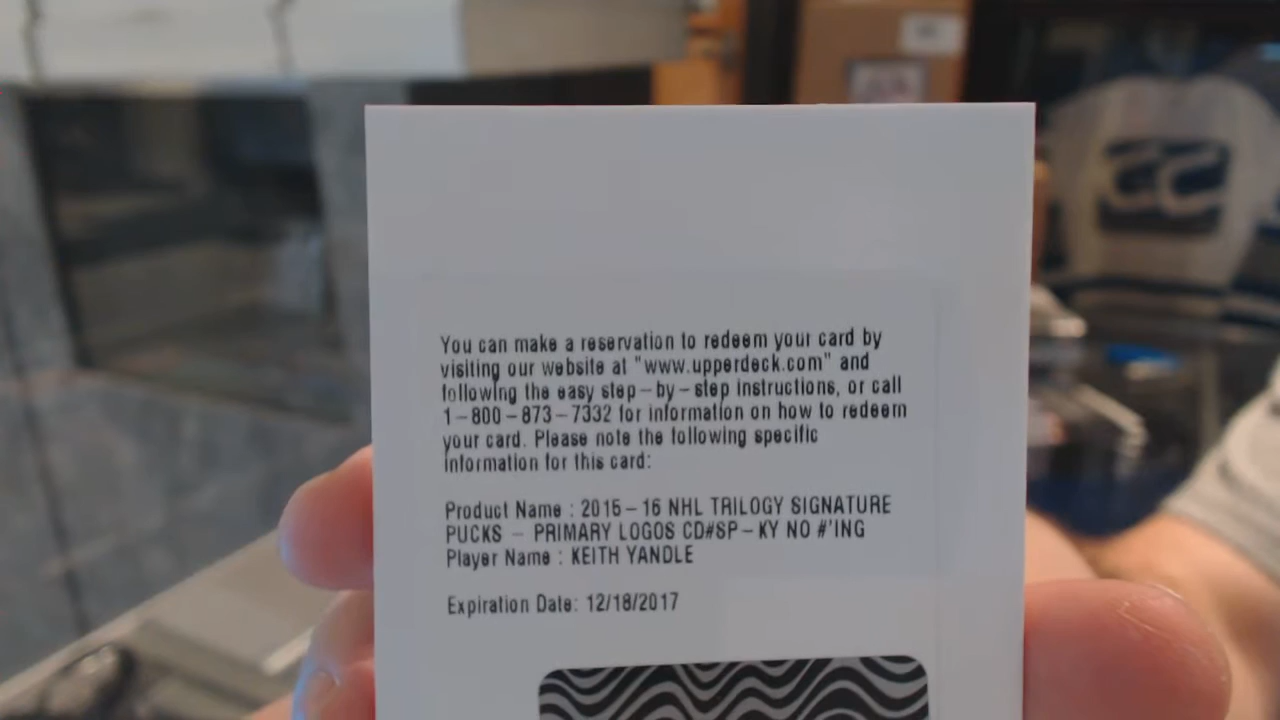 You can make a reservation to redeem your card by
visiting our website at "www.upperdeck.com" and
following the easy step-by-step instructions, or call
1-800-873-7332 for information on how to redeem
your card. Please note the following specific
information for this card:
Product Name : 2015-16 NHL TRILOGY SIGNATURE
PUCKS - PRIMARY LOGOS CD#SP-KY NO #'ING
Player Name : KEITH YANDLE
Expiration Date: 12/18/2017